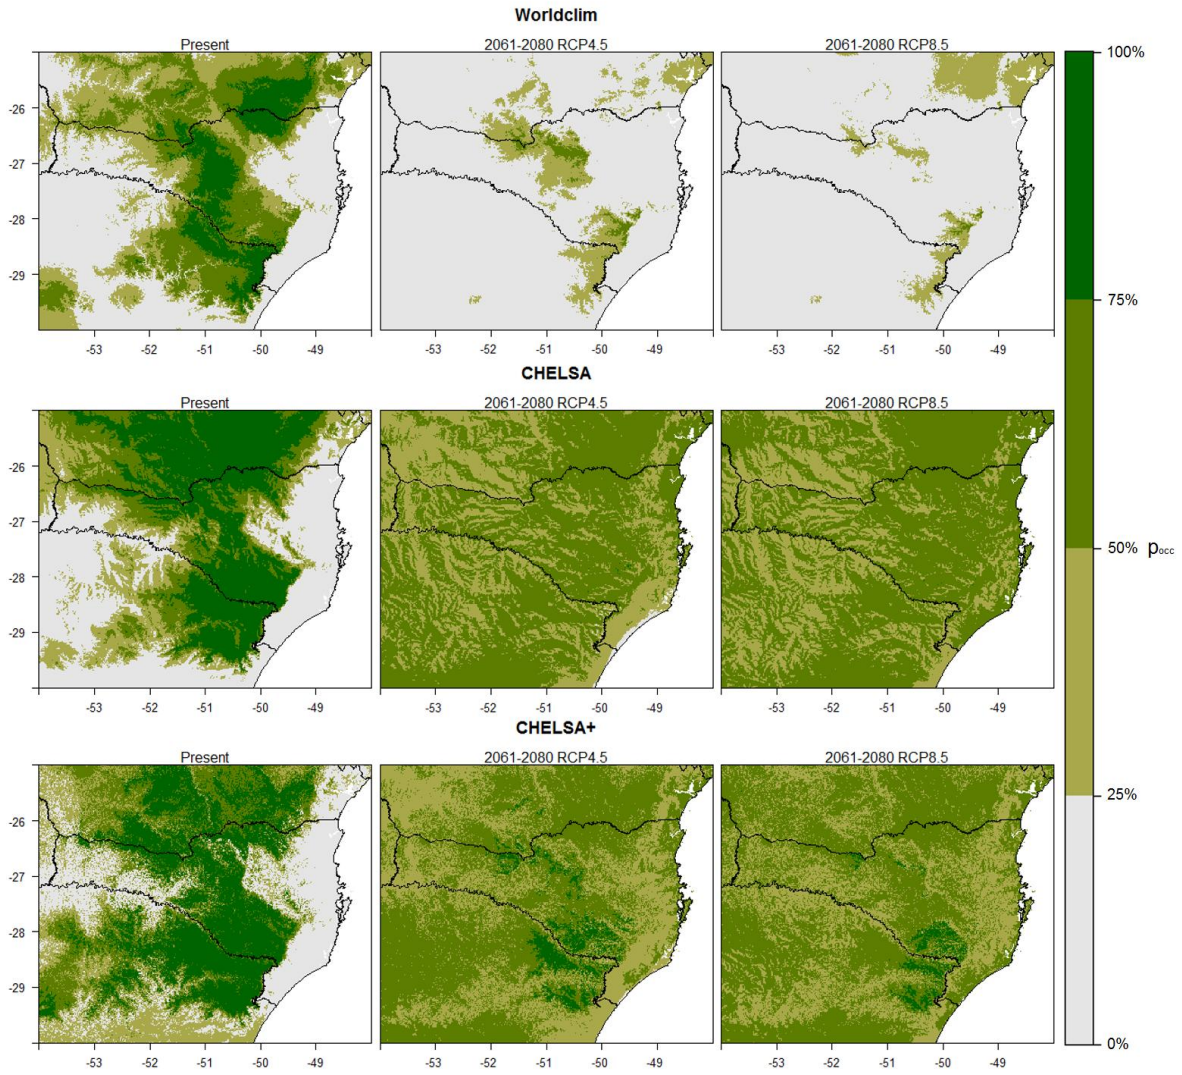 Worldclim
Present
2061-2080 RCP4.5
2061-2080 RCP8.5
-26
-27
-28
-29
-53 -52 -51 -50 -49
-53 -52 -51 -50 -49
-53 -52 -51 -50 -49
CHELSA
Present
2061-2080 RCP4.5
2061-2080 RCP8.5
-26
-27
-28
-29
-53 -52 -51 -50 -49
-53 -52 -51 -50 -49
-53 -52 -51 -50 -49
CHELSA+
Present
2061-2080 RCP4.5
2061-2080 RCP8.5
-26
-27
-28
-29
-53 -52 -51 -50 -49
-53 -52 -51 -50 -49
-53 -52 -51 -50 -49
100%
75%
50% pocc
25%
0%